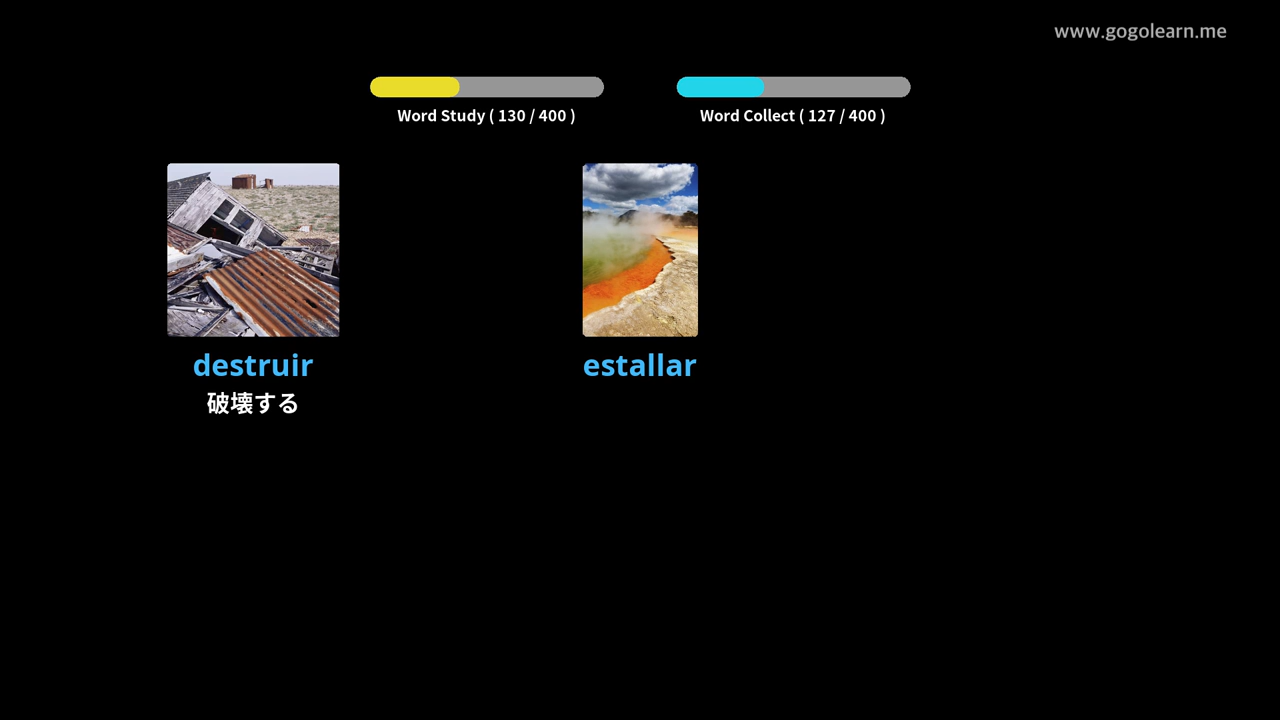 www.gogolearn.me
Word Study ( 130 / 400 )
Word Collect ( 127 / 400 )
destruir
破壊する
estallar